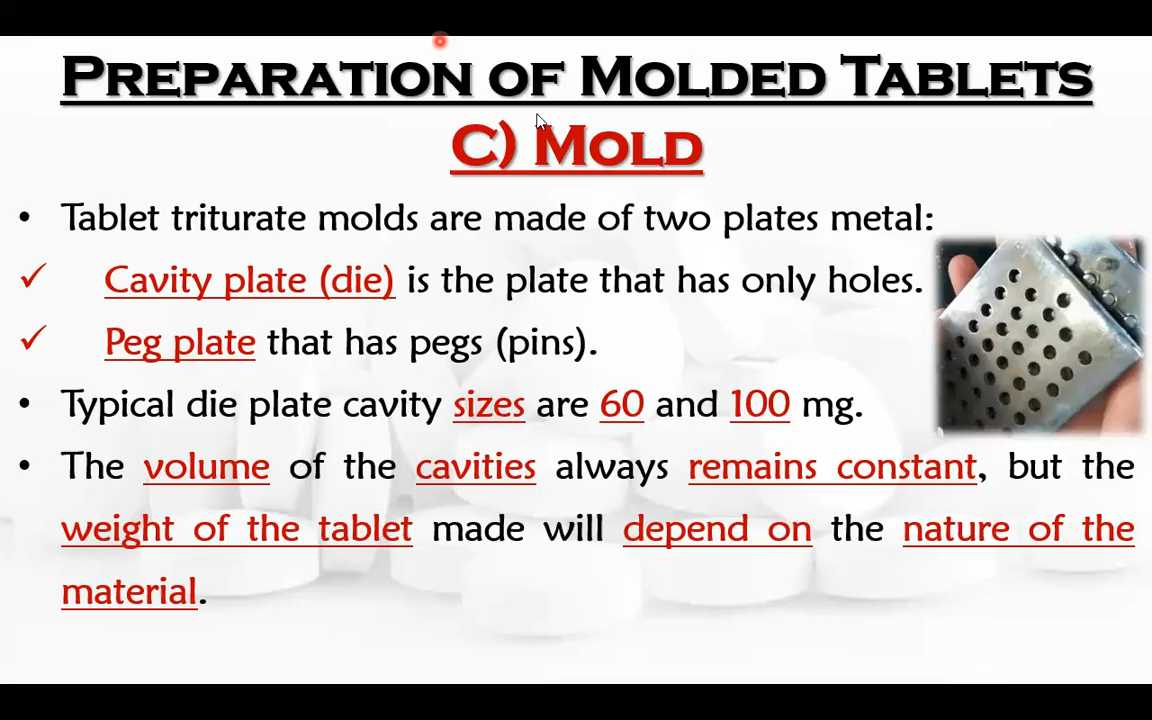 PREPARATION OF MOLDED TABLETS
C) MOLD
• Tablet triturate molds are made of two plates metal:
✓ Cavity plate (die) is the plate that has only holes.
✓ Peg plate that has pegs (pins).
• Typical die plate cavity sizes are 60 and 100 mg.
• The volume of the cavities always remains constant, but the
weight of the tablet made will depend on the nature of the
material.